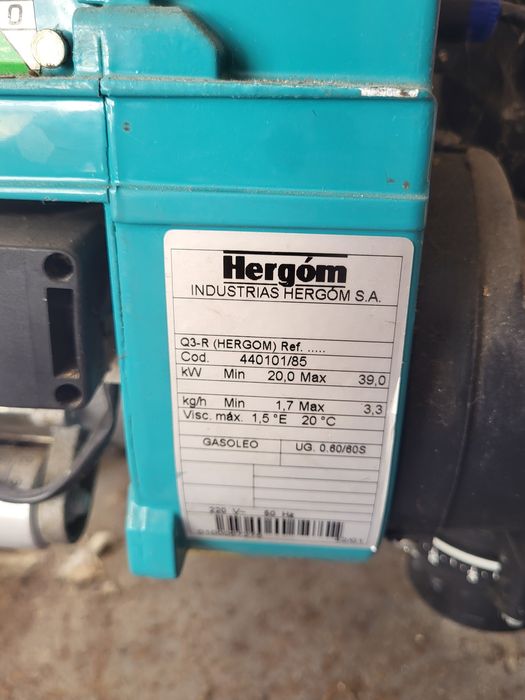 0
Hergóm
INDUSTRIAS HERGÓM S.A.
Q3-R (HERGOM) Ref. .....
Cod. 440101/85
kW Min 20,0 Max 39,0
kg/h Min 1,7 Max 3,3
Visc. máx. 1,5 °E 20 °C
GASOLEO UG. 0.60/60S
220 V~ 50 Hz